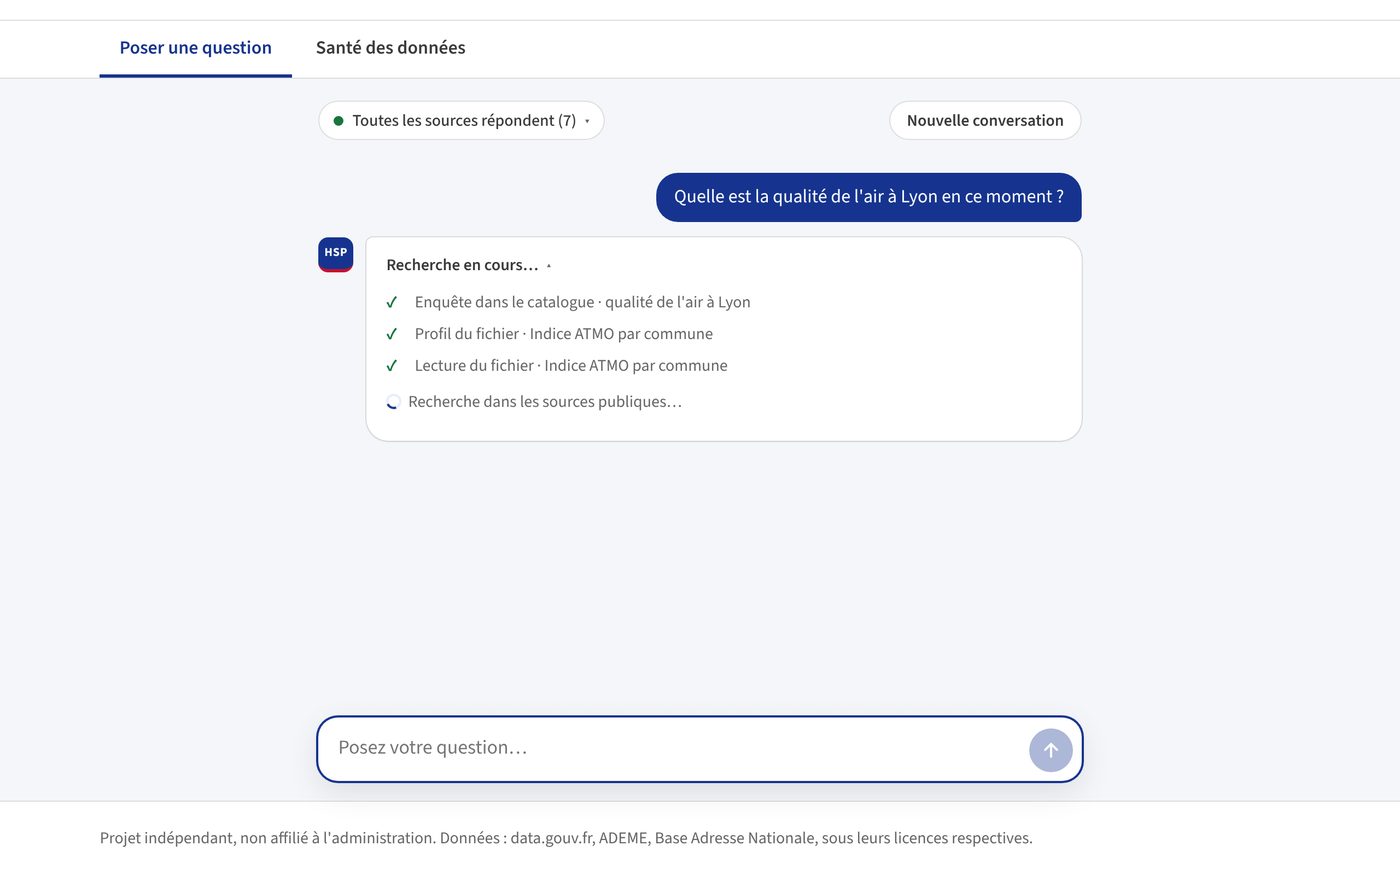 Poser une question
Santé des données
Toutes les sources répondent (7)
Nouvelle conversation
Quelle est la qualité de l'air à Lyon en ce moment ?
HSP
Recherche en cours…
Enquête dans le catalogue · qualité de l'air à Lyon
Profil du fichier · Indice ATMO par commune
Lecture du fichier · Indice ATMO par commune
Recherche dans les sources publiques…
Posez votre question…
Projet indépendant, non affilié à l'administration. Données : data.gouv.fr, ADEME, Base Adresse Nationale, sous leurs licences respectives.